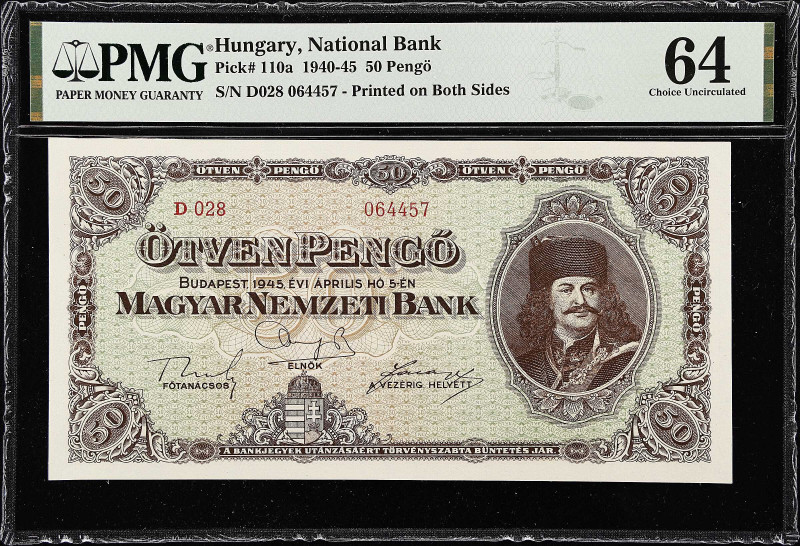 PMG® Hungary, National Bank
PAPER MONEY GUARANTY
Pick# 110a 1940-45 50 Pengö
S/N D028 064457 - Printed on Both Sides
64
Choice Uncirculated
ÖTVEN PENGŐ 50 ÖTVEN PENGŐ
50 50
D 028 064457
ÖTVEN PENGŐ
BUDAPEST, 1945. ÉVI ÁPRILIS HÓ 5-ÉN
MAGYAR NEMZETI BANK
PENGŐ PENGŐ
FŐTANÁCSOS
ELNÖK
A VEZÉRIG. HELYETT
50 50
A BANKJEGYEK UTÁNZÁSÁÉRT TÖRVÉNYSZABTA BÜNTETÉS JÁR.